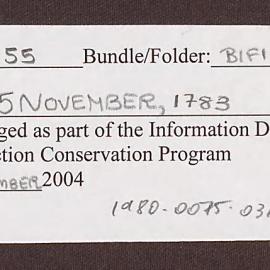 55 Bundle/Folder: BIFI
5 NOVEMBER, 1783
ged as part of the Information D
ction Conservation Program
MBER 2004
1980-0075-03